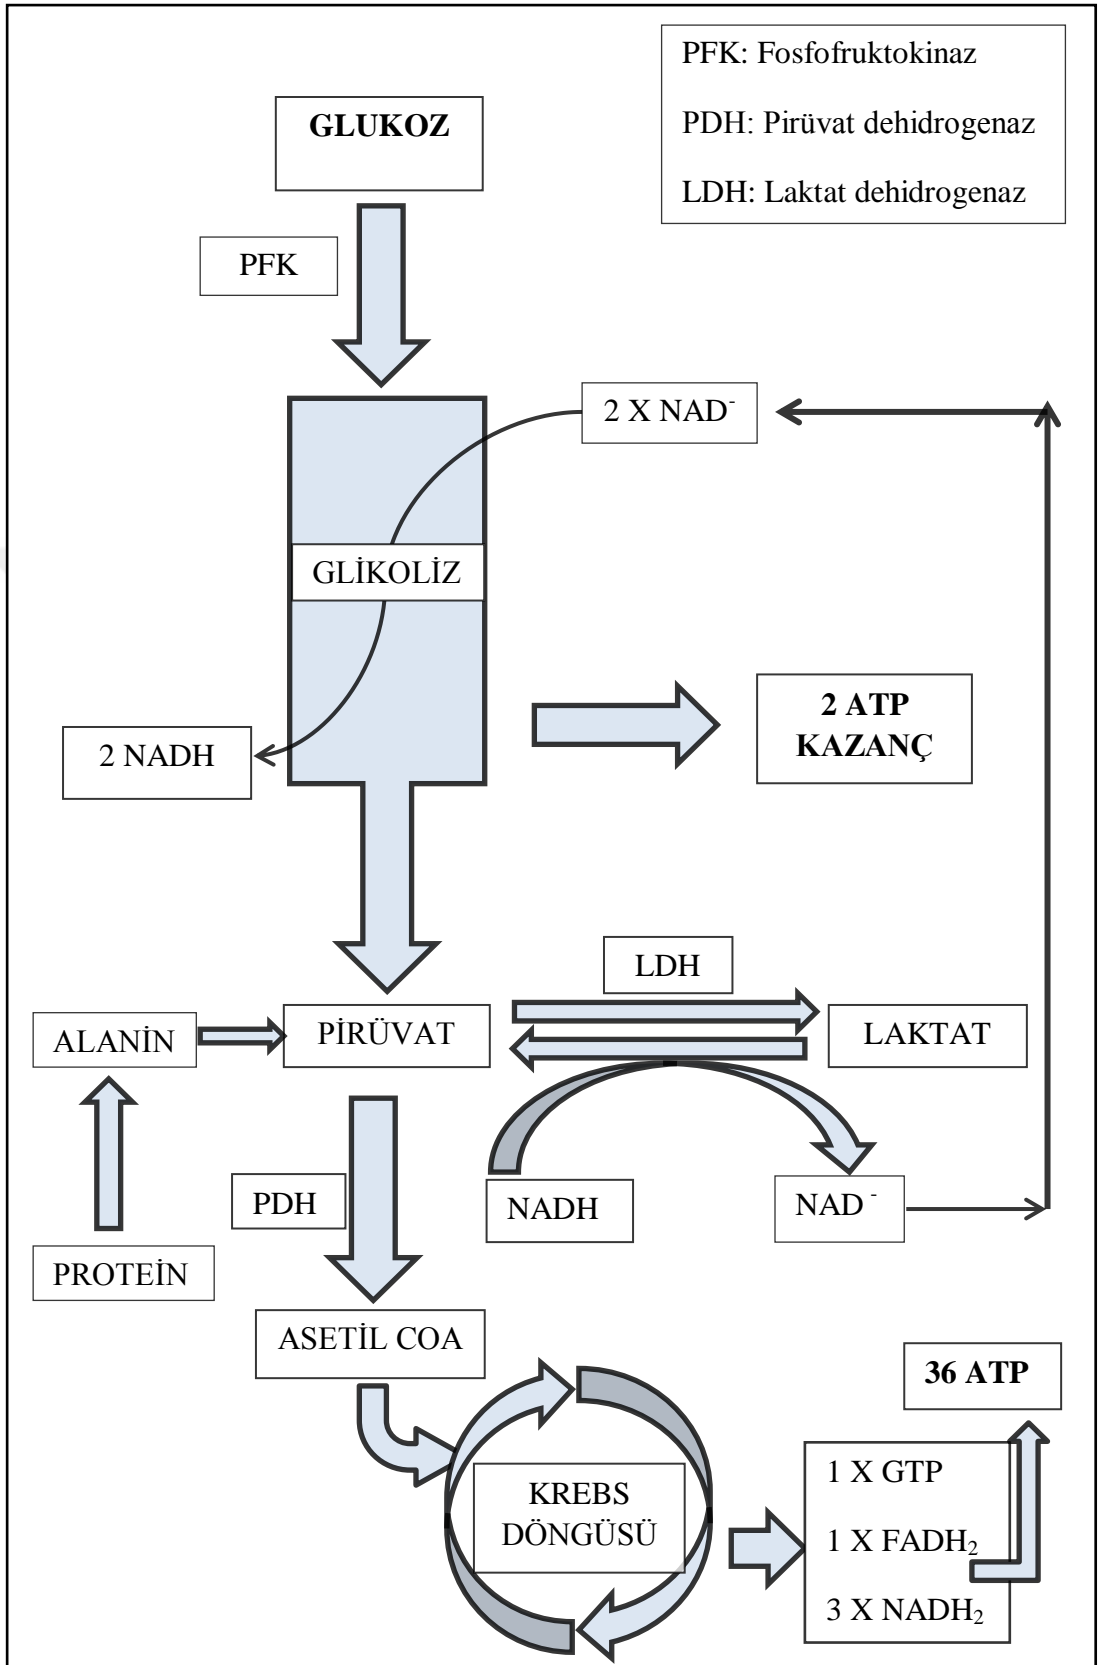 PFK: Fosfofruktokinaz
PDH: Pirüvat dehidrogenaz
LDH: Laktat dehidrogenaz
GLUKOZ
PFK
2 X NAD⁻
GLİKOLİZ
2 ATP
KAZANÇ
2 NADH
LDH
ALANİN
PİRÜVAT
LAKTAT
PDH
NADH
NAD ⁻
PROTEİN
ASETİL COA
36 ATP
KREBS
DÖNGÜSÜ
1 X GTP
1 X FADH₂
3 X NADH₂